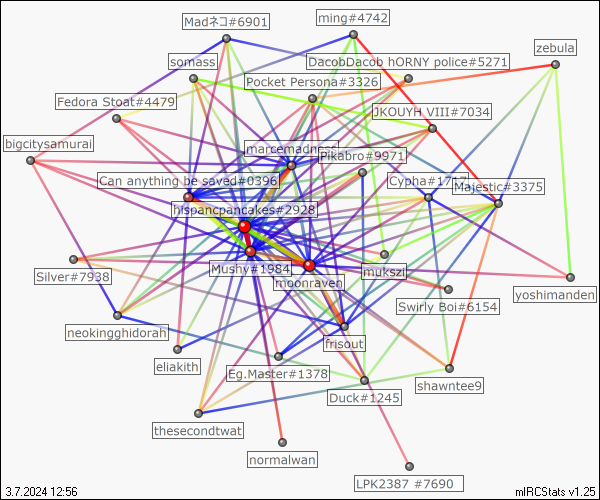 Madネコ#6901
ming#4742
zebula
somass
DacobDacob hORNY police#5271
Pocket Persona#3326
Fedora Stoat#4479
JKOUYH VIII#7034
bigcitysamurai
marcemadness
Pikabro#9971
Can anything be saved#0396
Majestic#3375
hispancpancakes#2928
Silver#7938
Mushy#1984
mukszi
moonraven
yoshimanden
Swirly Boi#6154
neokingghidorah
frisout
eliakith
Eg.Master#1378
shawntee9
Duck#1245
thesecondtwat
normalwan
LPK2387 #7690
3.7.2024 12:56
mIRCStats v1.25